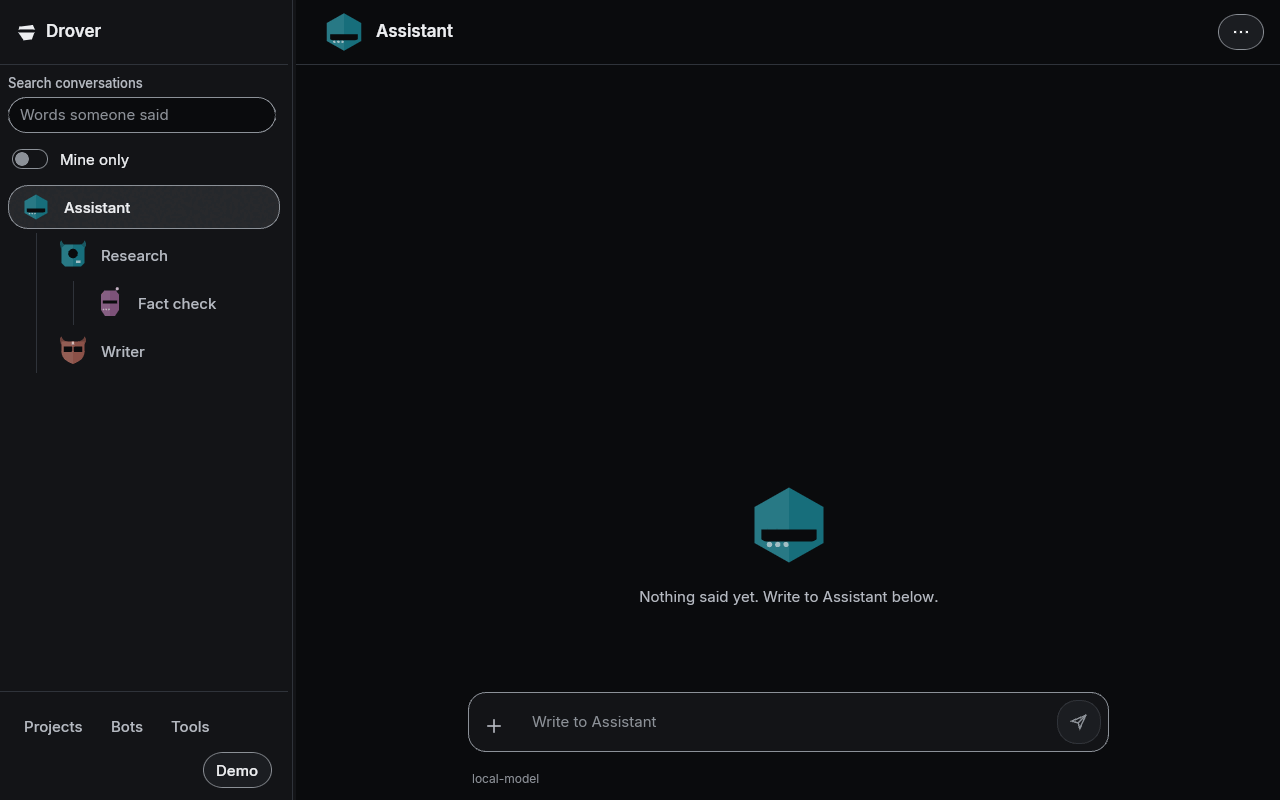 Drover
Search conversations
Words someone said
Mine only
Assistant
Research
Fact check
Writer
Projects
Bots
Tools
Demo
Assistant
Nothing said yet. Write to Assistant below.
Write to Assistant
local-model